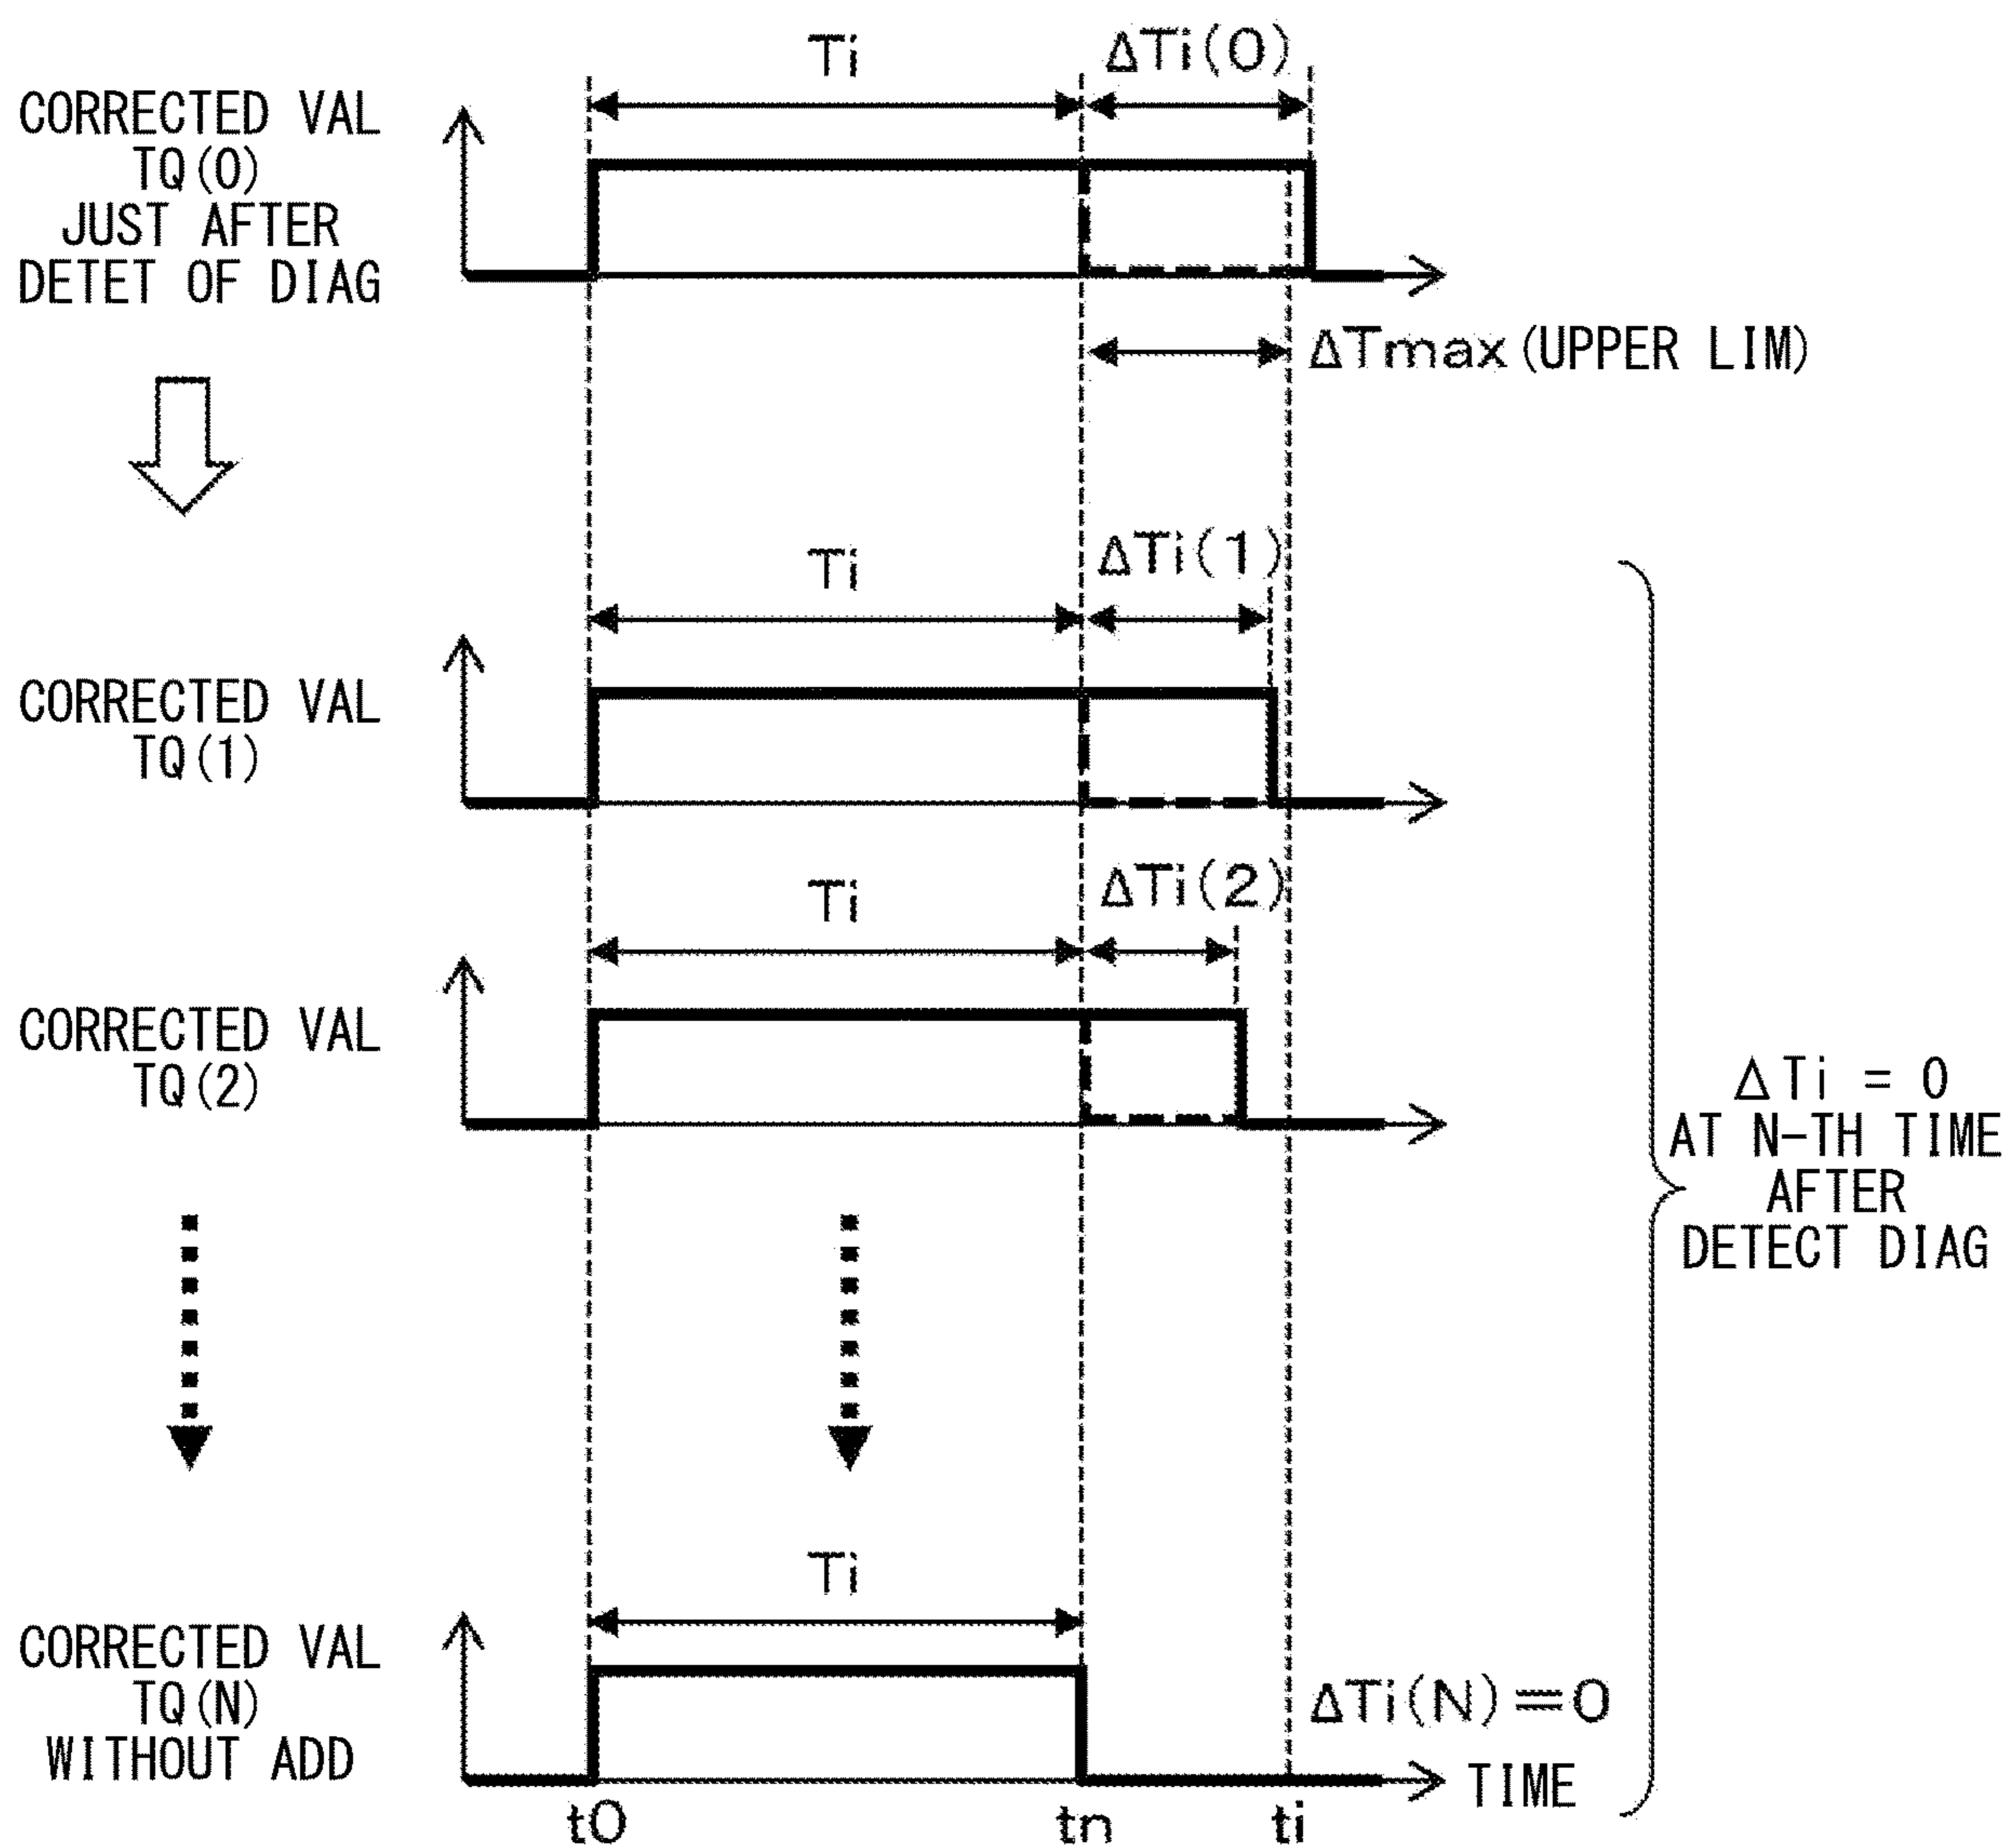 Ti
ΔTi(0)
CORRECTED VAL
TQ(0)
JUST AFTER
DETET OF DIAG
ΔTmax(UPPER LIM)
Ti
ΔTi(1)
CORRECTED VAL
TQ(1)
Ti
ΔTi(2)
CORRECTED VAL
TQ(2)
ΔTi = 0
AT N-TH TIME
AFTER
DETECT DIAG
Ti
CORRECTED VAL
TQ(N)
WITHOUT ADD
ΔTi(N)=0
TIME
t0
tn
ti